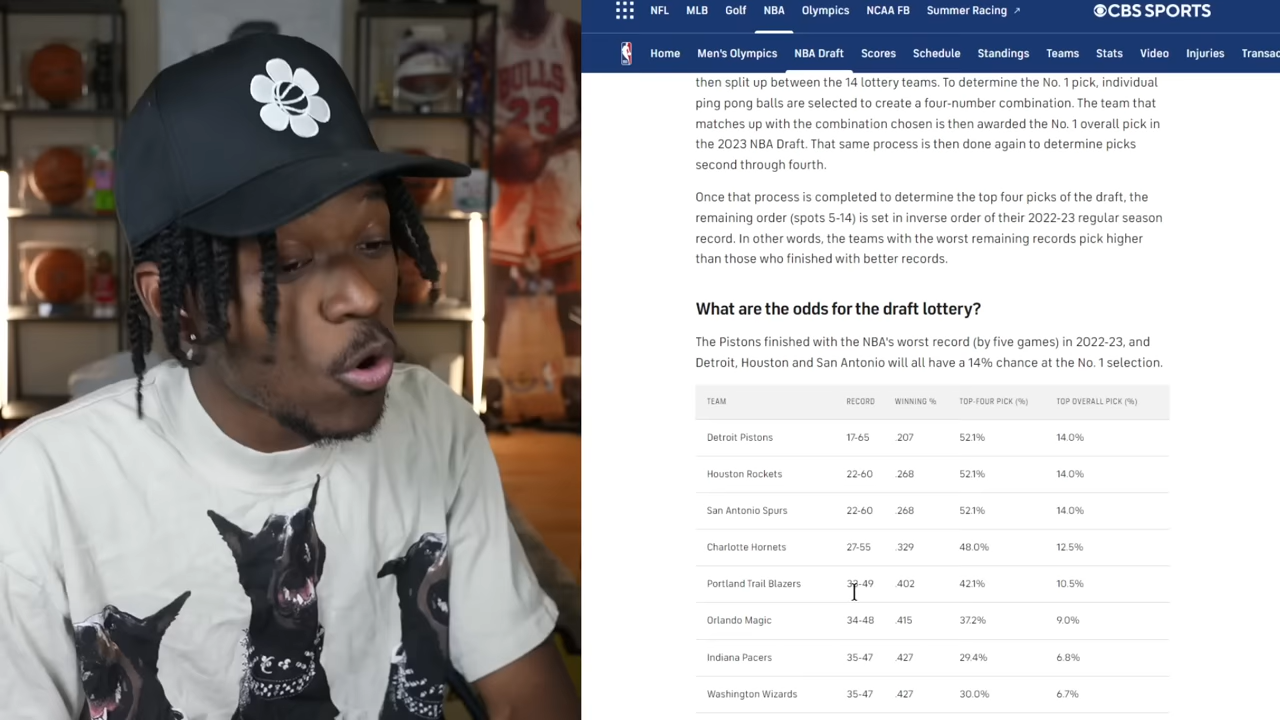 BULLS
23
NFL MLB Golf NBA Olympics NCAA FB Summer Racing
CBS SPORTS
Home Men's Olympics NBA Draft Scores Schedule Standings Teams Stats Video Injuries Transac
then split up between the 14 lottery teams. To determine the No. 1 pick, individual
ping pong balls are selected to create a four-number combination. The team that
matches up with the combination chosen is then awarded the No. 1 overall pick in
the 2023 NBA Draft. That same process is then done again to determine picks
second through fourth.
Once that process is completed to determine the top four picks of the draft, the
remaining order (spots 5-14) is set in inverse order of their 2022-23 regular season
record. In other words, the teams with the worst remaining records pick higher
than those who finished with better records.
What are the odds for the draft lottery?
The Pistons finished with the NBA's worst record (by five games) in 2022-23, and
Detroit, Houston and San Antonio will all have a 14% chance at the No. 1 selection.
TEAM RECORD WINNING % TOP-FOUR PICK (%) TOP OVERALL PICK (%)
Detroit Pistons 17-65 .207 52.1% 14.0%
Houston Rockets 22-60 .268 52.1% 14.0%
San Antonio Spurs 22-60 .268 52.1% 14.0%
Charlotte Hornets 27-55 .329 48.0% 12.5%
Portland Trail Blazers 33-49 .402 42.1% 10.5%
Orlando Magic 34-48 .415 37.2% 9.0%
Indiana Pacers 35-47 .427 29.4% 6.8%
Washington Wizards 35-47 .427 30.0% 6.7%